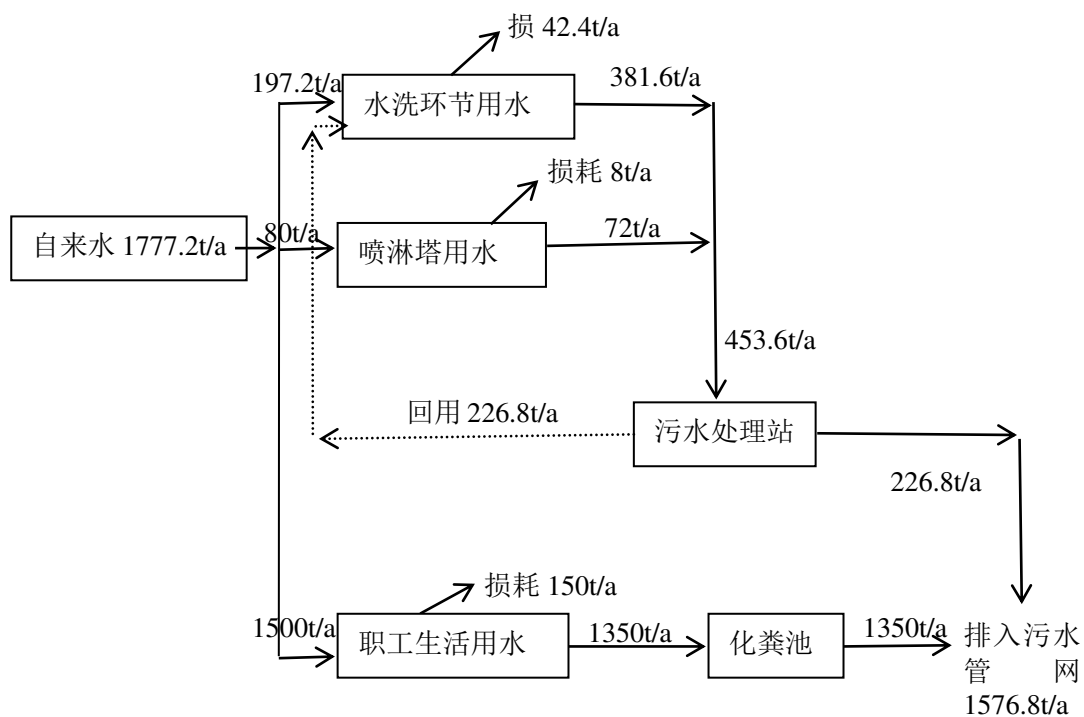 损 42.4t/a
197.2t/a
水洗环节用水
381.6t/a
损耗 8t/a
自来水 1777.2t/a
80t/a
喷淋塔用水
72t/a
453.6t/a
回用 226.8t/a
污水处理站
226.8t/a
损耗 150t/a
1500t/a
职工生活用水
1350t/a
化粪池
1350t/a
排入污水
管 网
1576.8t/a